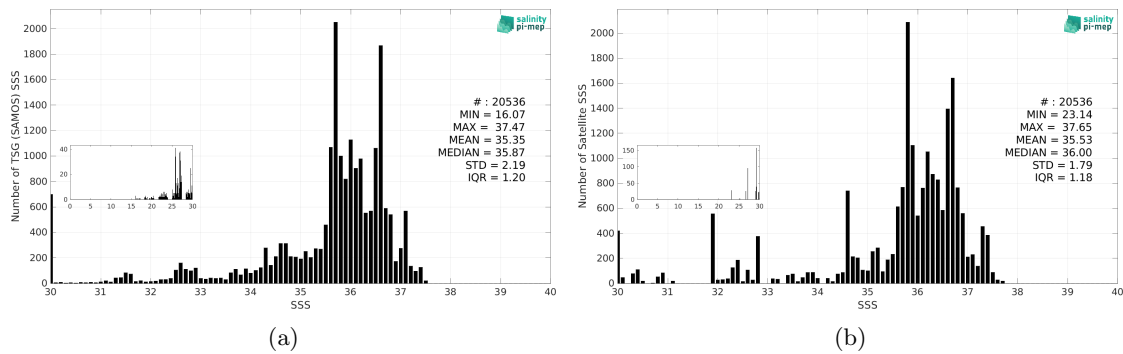 salinity
pi-mep
Number of TSG (SAMOS) SSS
2000
1800
1600
1400
1200
1000
800
600
400
200
0
# : 20536
MIN = 16.07
MAX = 37.47
MEAN = 35.35
MEDIAN = 35.87
STD = 2.19
IQR = 1.20
40
20
0
0 5 10 15 20 25 30
30 31 32 33 34 35 36 37 38 39 40
SSS
(a)
salinity
pi-mep
Number of Satellite SSS
2000
1800
1600
1400
1200
1000
800
600
400
200
0
# : 20536
MIN = 23.14
MAX = 37.65
MEAN = 35.53
MEDIAN = 36.00
STD = 1.79
IQR = 1.18
150
100
50
0
0 5 10 15 20 25 30
30 31 32 33 34 35 36 37 38 39 40
SSS
(b)